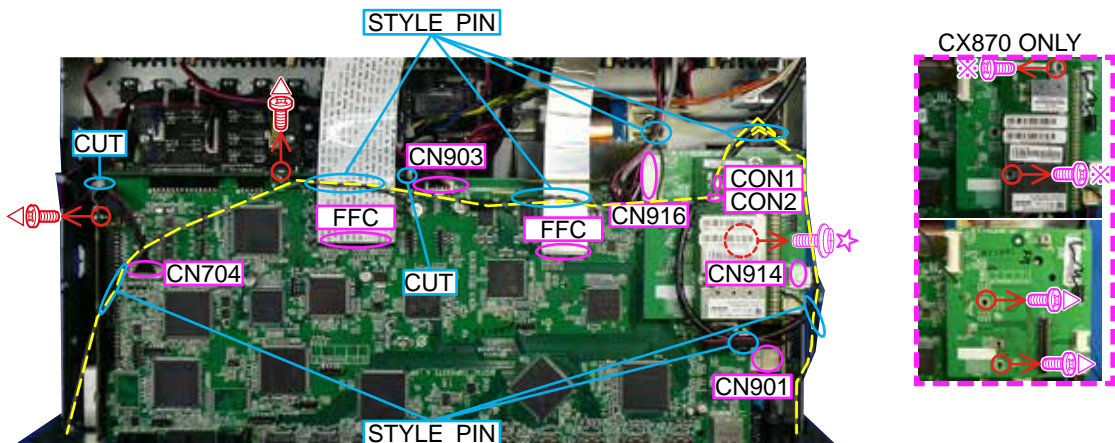 STYLE PIN
CX870 ONLY
CUT
CN903
CON1
CON2
CN916
FFC
FFC
CN704
CUT
CN914
CN901
STYLE PIN